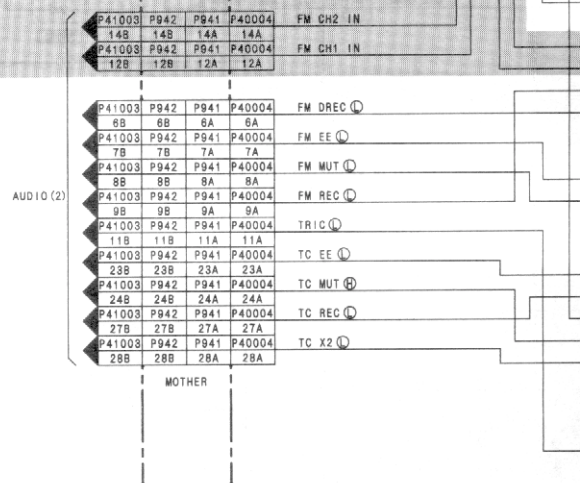 P41003 P942 P941 P40004 FM CH2 IN
14B 14B 14A 14A
P41003 P942 P941 P40004 FM CH1 IN
12B 12B 12A 12A
P41003 P942 P941 P40004 FM DREC Ⓛ
6B 6B 6A 6A
P41003 P942 P941 P40004 FM EE Ⓛ
7B 7B 7A 7A
P41003 P942 P941 P40004 FM MUT Ⓛ
8B 8B 8A 8A
AUDIO(2)
P41003 P942 P941 P40004 FM REC Ⓛ
9B 9B 9A 9A
P41003 P942 P941 P40004 TRIC Ⓛ
11B 11B 11A 11A
P41003 P942 P941 P40004 TC EE Ⓛ
23B 23B 23A 23A
P41003 P942 P941 P40004 TC MUT Ⓗ
24B 24B 24A 24A
P41003 P942 P941 P40004 TC REC Ⓛ
27B 27B 27A 27A
P41003 P942 P941 P40004 TC X2 Ⓛ
28B 28B 28A 28A
MOTHER